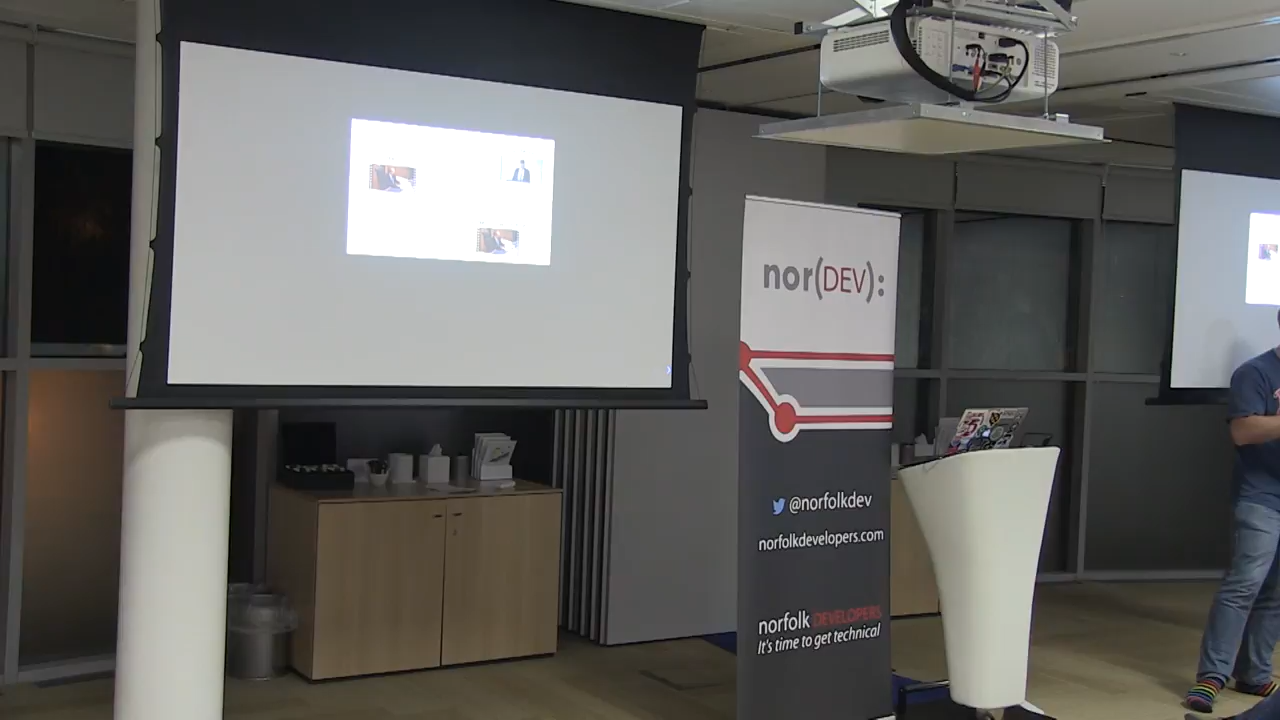 nor(DEV):
@norfolkdev
norfolkdevelopers.com
norfolk DEVELOPERS
It's time to get technical